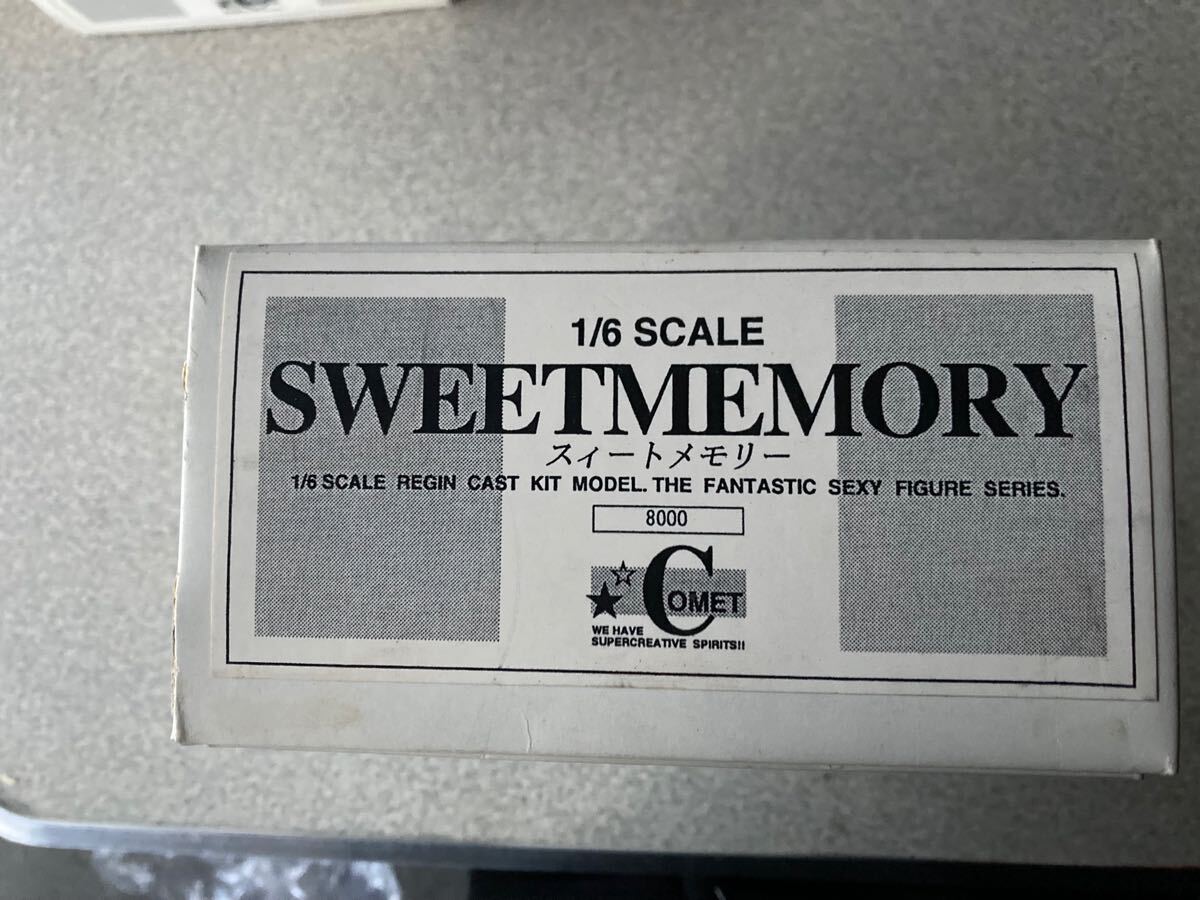 1/6 SCALE
SWEETMEMORY
スィートメモリー
1/6 SCALE REGIN CAST KIT MODEL. THE FANTASTIC SEXY FIGURE SERIES.
8000
COMET
WE HAVE
SUPERCREATIVE SPIRITS!!